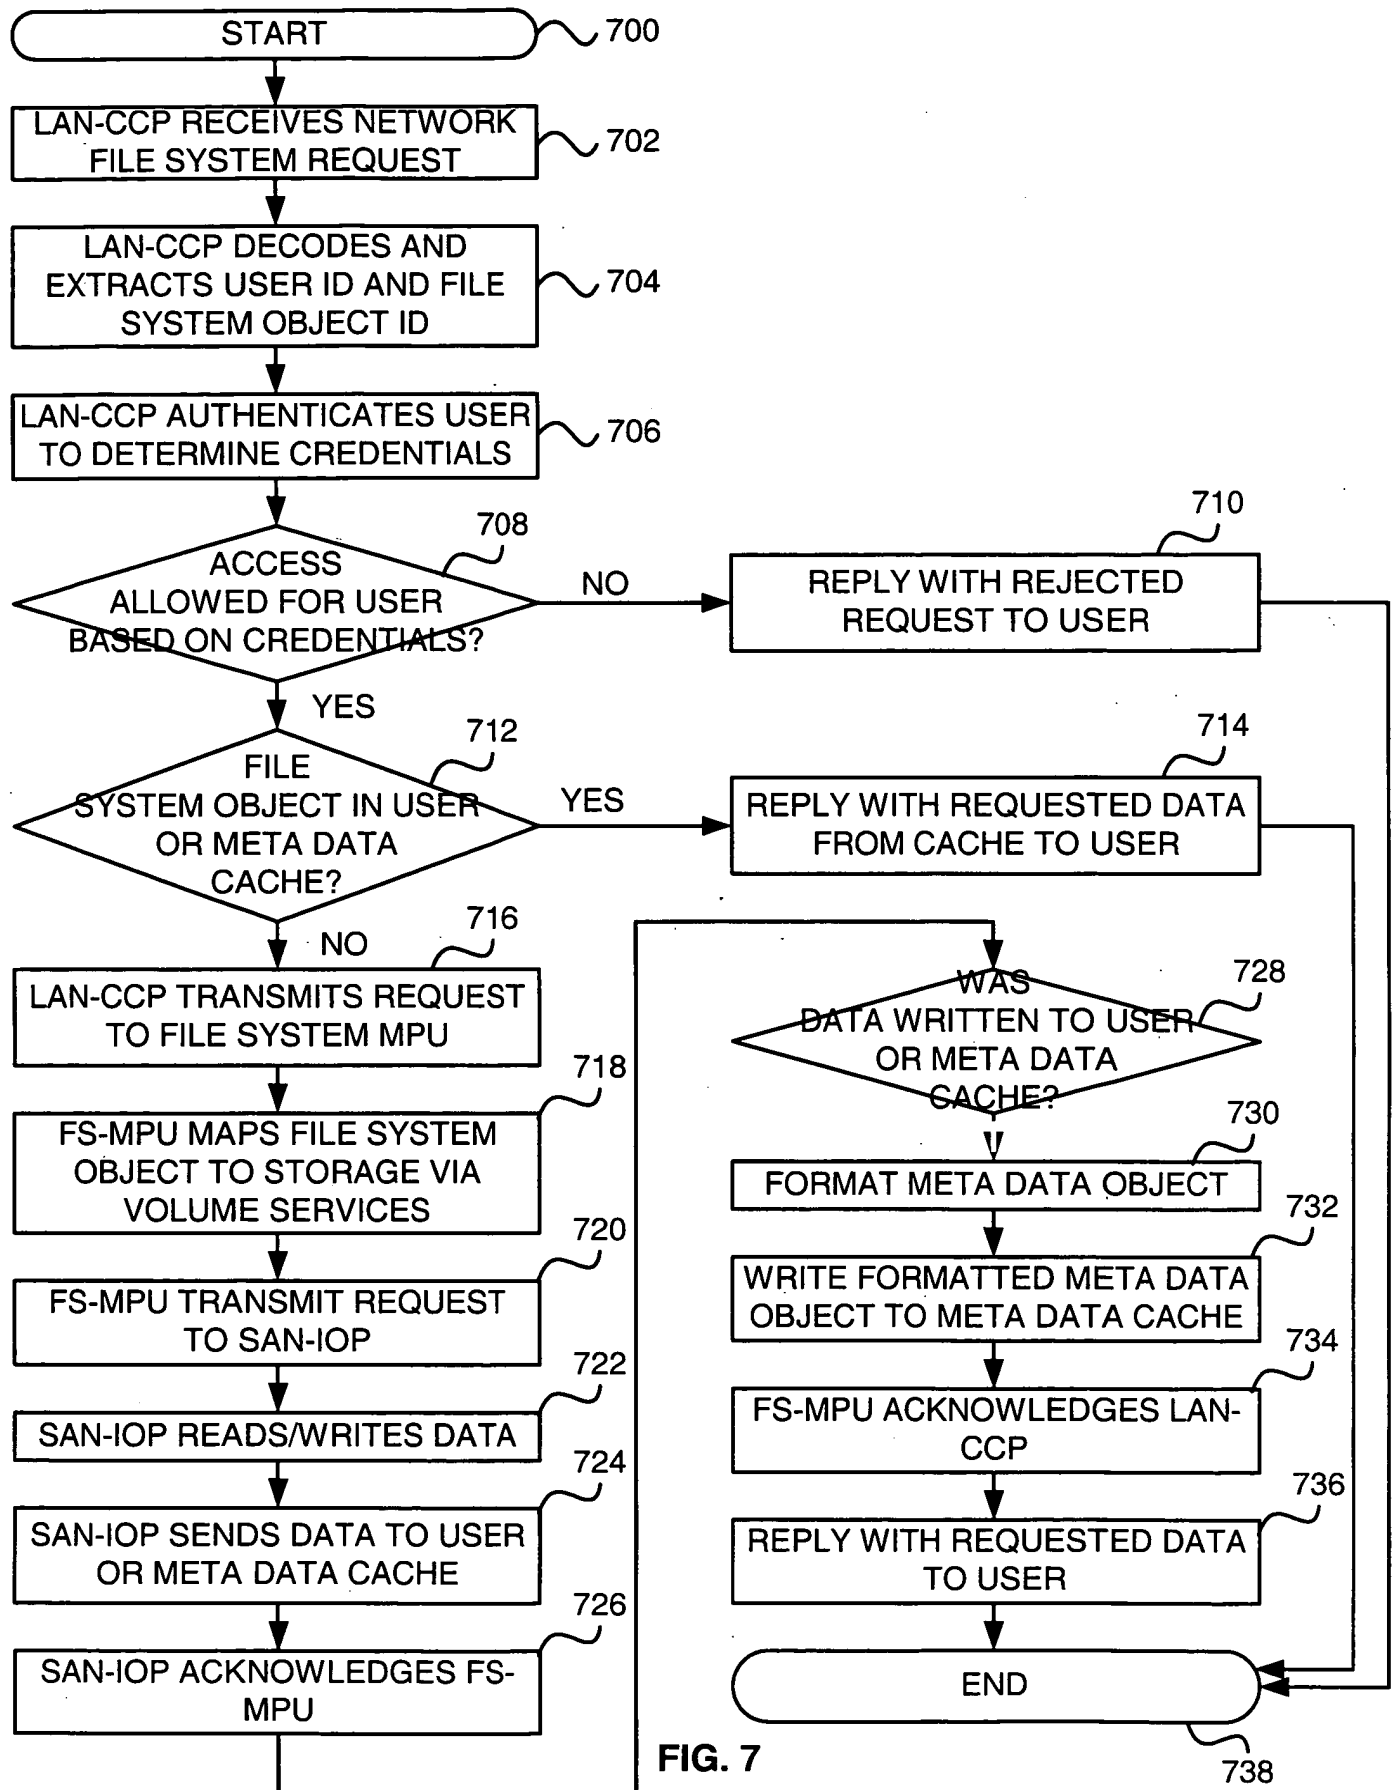 START
700
LAN-CCP RECEIVES NETWORK
FILE SYSTEM REQUEST
702
LAN-CCP DECODES AND
EXTRACTS USER ID AND FILE
SYSTEM OBJECT ID
704
LAN-CCP AUTHENTICATES USER
TO DETERMINE CREDENTIALS
706
708
ACCESS
ALLOWED FOR USER
BASED ON CREDENTIALS?
NO
710
REPLY WITH REJECTED
REQUEST TO USER
YES
712
FILE
SYSTEM OBJECT IN USER
OR META DATA
CACHE?
YES
714
REPLY WITH REQUESTED DATA
FROM CACHE TO USER
NO
716
LAN-CCP TRANSMITS REQUEST
TO FILE SYSTEM MPU
718
FS-MPU MAPS FILE SYSTEM
OBJECT TO STORAGE VIA
VOLUME SERVICES
720
FS-MPU TRANSMIT REQUEST
TO SAN-IOP
722
SAN-IOP READS/WRITES DATA
724
SAN-IOP SENDS DATA TO USER
OR META DATA CACHE
726
SAN-IOP ACKNOWLEDGES FS-
MPU
728
WAS
DATA WRITTEN TO USER
OR META DATA
CACHE?
730
FORMAT META DATA OBJECT
732
WRITE FORMATTED META DATA
OBJECT TO META DATA CACHE
734
FS-MPU ACKNOWLEDGES LAN-
CCP
736
REPLY WITH REQUESTED DATA
TO USER
END
738
FIG. 7